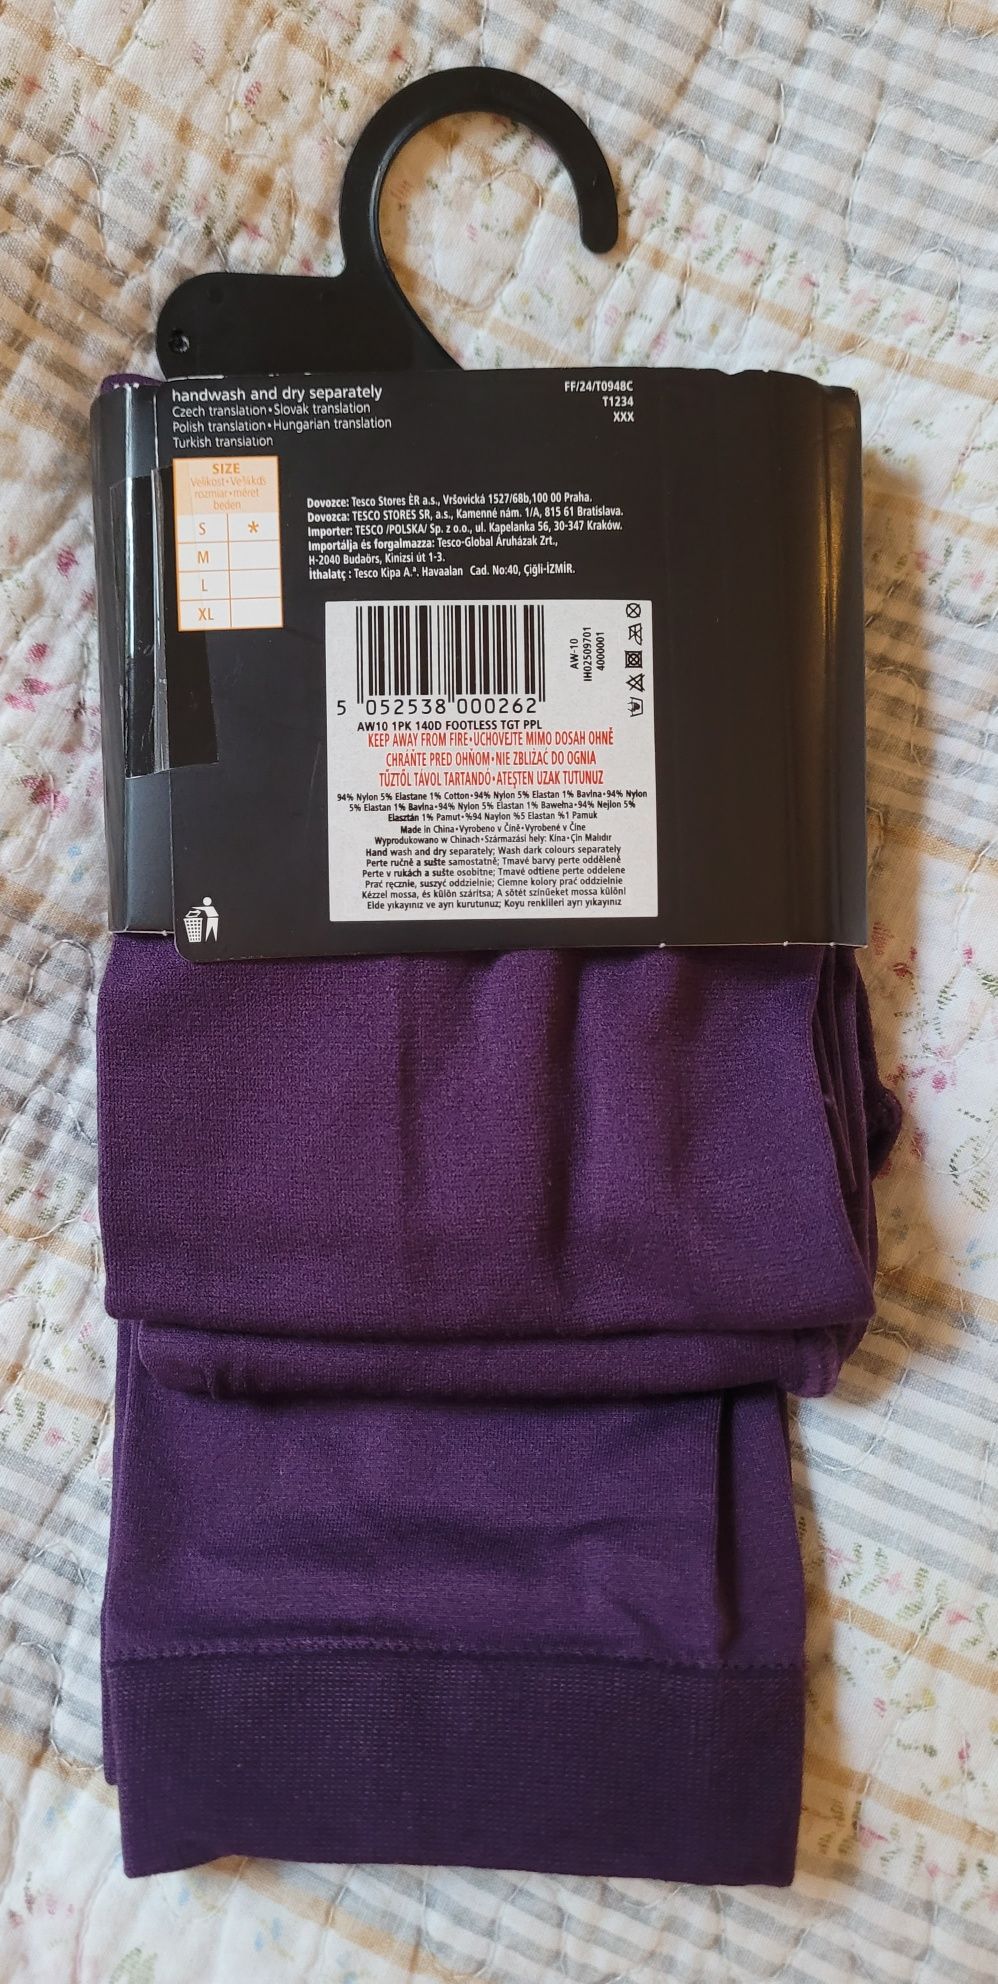 handwash and dry separately
Czech translation•Slovak translation
Polish translation•Hungarian translation
Turkish translation
FF/24/T0948C
T1234
XXX
SIZE
rozmiar•méret
beden
S *
M
L
XL
Dovozce: Tesco Stores ÈR a.s., Vršovická 1527/68b,100 00 Praha.
Dovozca: TESCO STORES SR, a.s., Kamenné nám. 1/A, 815 61 Bratislava.
Importer: TESCO /POLSKA/ Sp. z o.o., ul. Kapelanka 56, 30-347 Kraków.
Importálja és forgalmazza: Tesco-Global Áruházak Zrt.,
H-2040 Budaörs, Kinizsi út 1-3.
İthalatç : Tesco Kipa A.ª. Havaalan Cad. No:40, Çiğli-İZMİR.
AW-10
IH02509701
4000001
5 052538 000262
AW10 1PK 140D FOOTLESS TGT PPL
KEEP AWAY FROM FIRE•UCHOVEJTE MIMO DOSAH OHNĚ
CHRÁŇTE PRED OHŇOM•NIE ZBLIŻAĆ DO OGNIA
TŰZTŐL TÁVOL TARTANDÓ•ATEŞTEN UZAK TUTUNUZ
94% Nylon 5% Elastane 1% Cotton•94% Nylon 5% Elastan 1% Bavlna•94% Nylon
5% Elastan 1% Bavlna•94% Nylon 5% Elastan 1% Bawełna•94% Nejlon 5%
Elasztán 1% Pamut•%94 Naylon %5 Elastan %1 Pamuk
Made in China•Vyrobeno v Číně•Vyrobené v Číne
Wyprodukowano w Chinach•Származási hely: Kína•Çin Malıdır
Hand wash and dry separately; Wash dark colours separately
Perte ručně a sušte samostatně; Tmavé barvy perte odděleně
Perte v rukách a sušte osobitne; Tmavé odtiene perte oddelene
Prać ręcznie, suszyć oddzielnie; Ciemne kolory prać oddzielnie
Kézzel mossa, és külön szárítsa; A sötét színűeket mossa külön!
Elde yıkayınız ve ayrı kurutunuz; Koyu renklileri ayrı yıkayınız